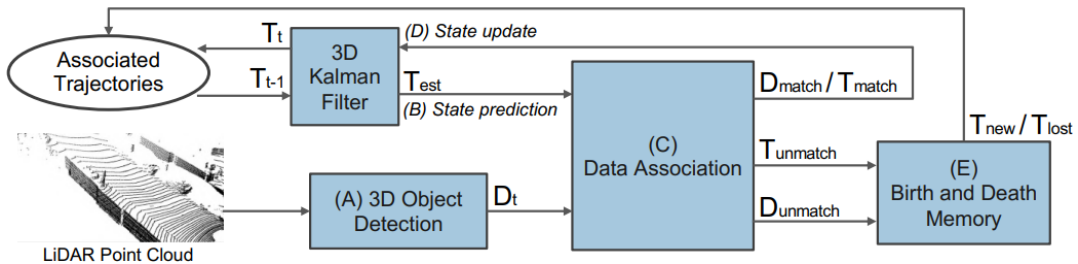 Associated
Trajectories
Tt
Tt-1
3D
Kalman
Filter
(D) State update
Test
(B) State prediction
(C)
Data Association
Dmatch / Tmatch
Tunmatch
Dunmatch
Tnew / Tlost
(E)
Birth and Death
Memory
(A) 3D Object
Detection
Dt
LiDAR Point Cloud